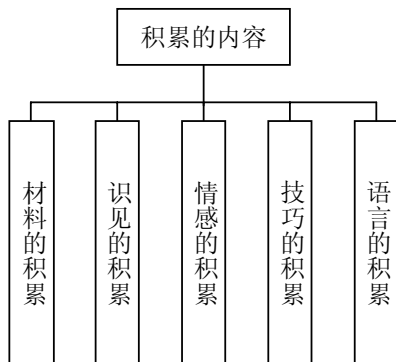 积累的内容
材料的积累
识见的积累
情感的积累
技巧的积累
语言的积累